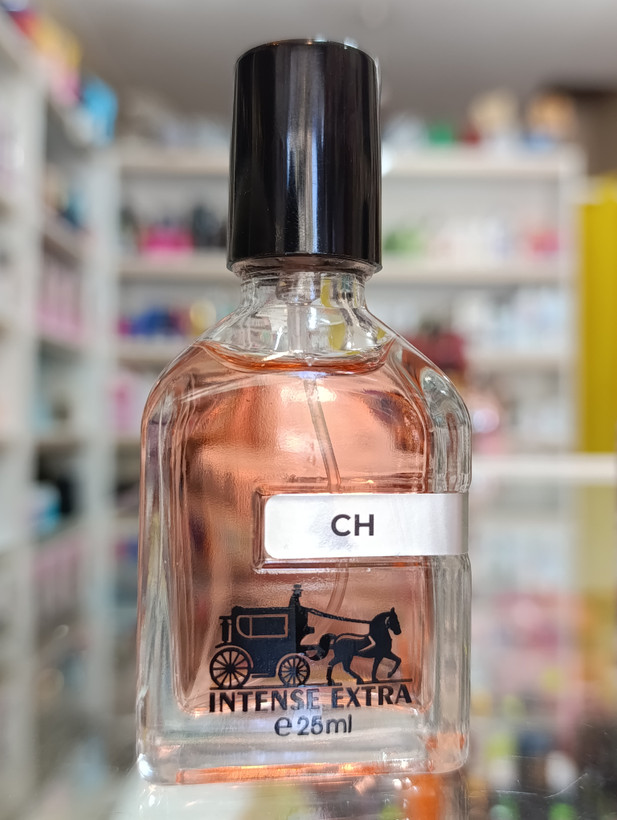 CH
INTENSE EXTRA
℮ 25ml